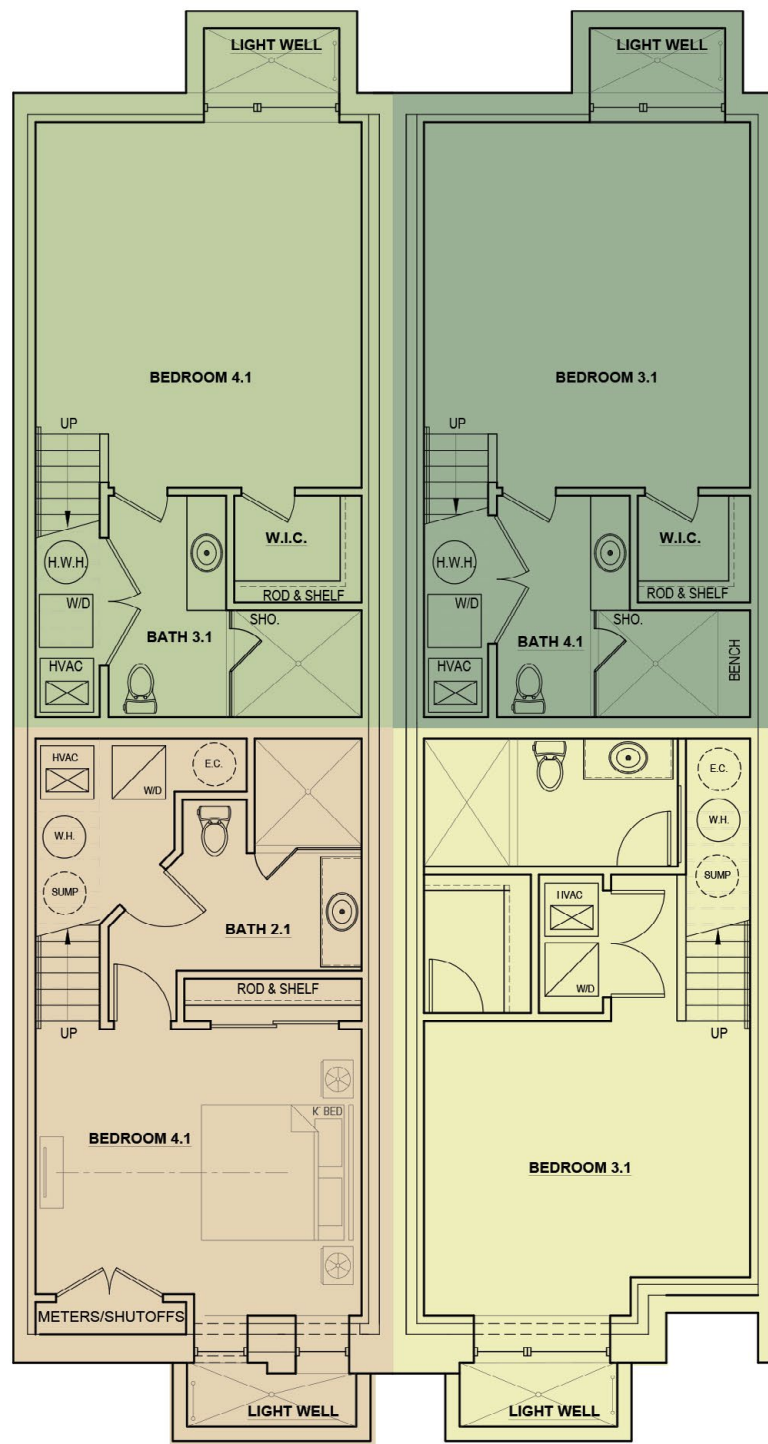 LIGHT WELL
BEDROOM 4.1
UP
H.W.H.
W/D
HVAC
BATH 3.1
W.I.C.
ROD & SHELF
SHO.
LIGHT WELL
BEDROOM 3.1
UP
H.W.H.
W/D
HVAC
BATH 4.1
W.I.C.
ROD & SHELF
SHO.
BENCH
HVAC
W/D
E.C.
W.H.
SUMP
UP
BATH 2.1
ROD & SHELF
K BED
BEDROOM 4.1
METERS/SHUTOFFS
LIGHT WELL
E.C.
W.H.
SUMP
HVAC
W/D
UP
BEDROOM 3.1
LIGHT WELL